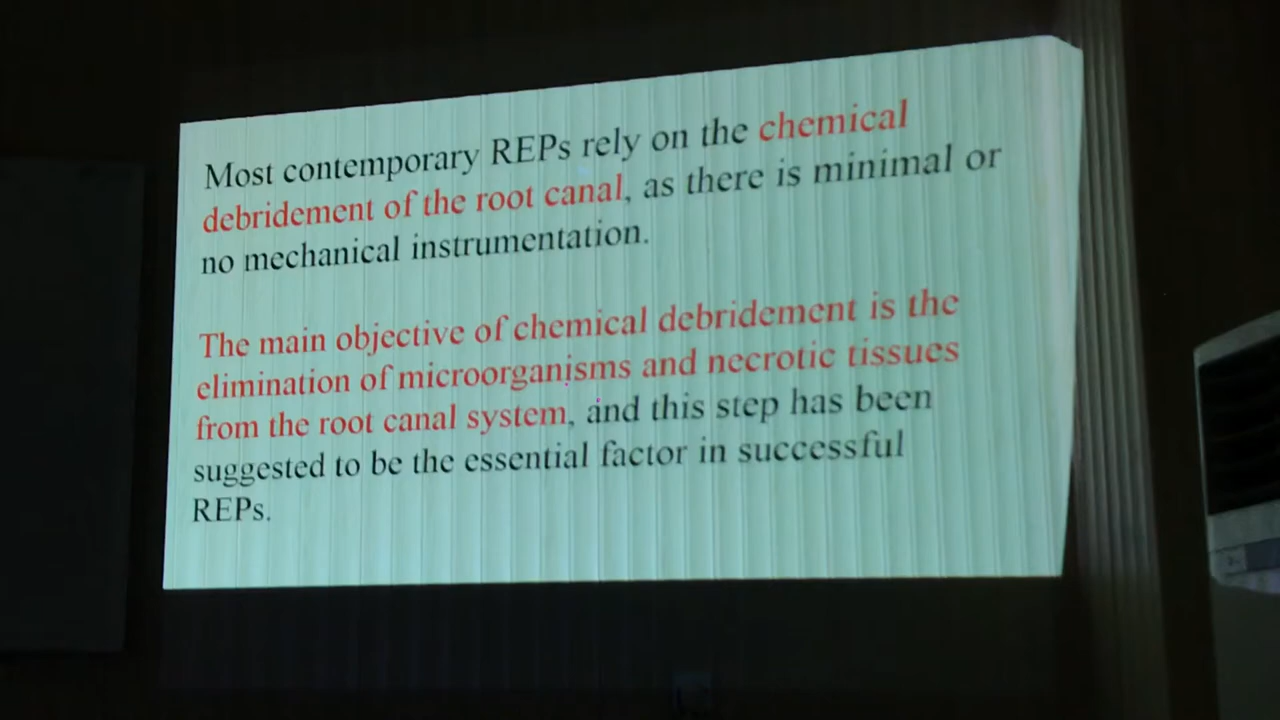 Most contemporary REPs rely on the chemical
debridement of the root canal, as there is minimal or
no mechanical instrumentation.
The main objective of chemical debridement is the
elimination of microorganisms and necrotic tissues
from the root canal system, and this step has been
suggested to be the essential factor in successful
REPs.